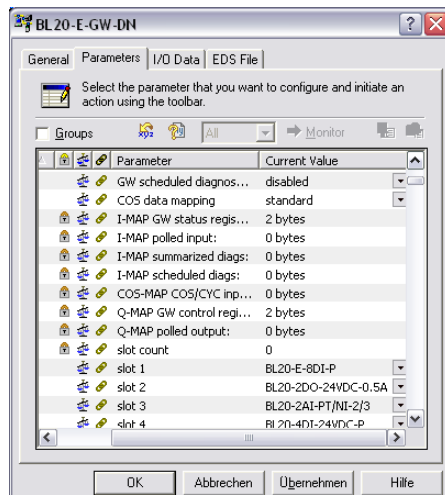 BL20-E-GW-DN
General Parameters I/O Data EDS File
Select the parameter that you want to configure and initiate an
action using the toolbar.
Groups All Monitor
Parameter Current Value
GW scheduled diagnos... disabled
COS data mapping standard
I-MAP GW status regis... 2 bytes
I-MAP polled input: 0 bytes
I-MAP summarized diags: 0 bytes
I-MAP scheduled diags: 0 bytes
COS-MAP COS/CYC inp... 0 bytes
Q-MAP GW control regi... 2 bytes
Q-MAP polled output: 0 bytes
slot count 0
slot 1 BL20-E-8DI-P
slot 2 BL20-2DO-24VDC-0.5A
slot 3 BL20-2AI-PT/NI-2/3
slot 4 BL20-4DI-24VDC-P
OK Abbrechen Übernehmen Hilfe